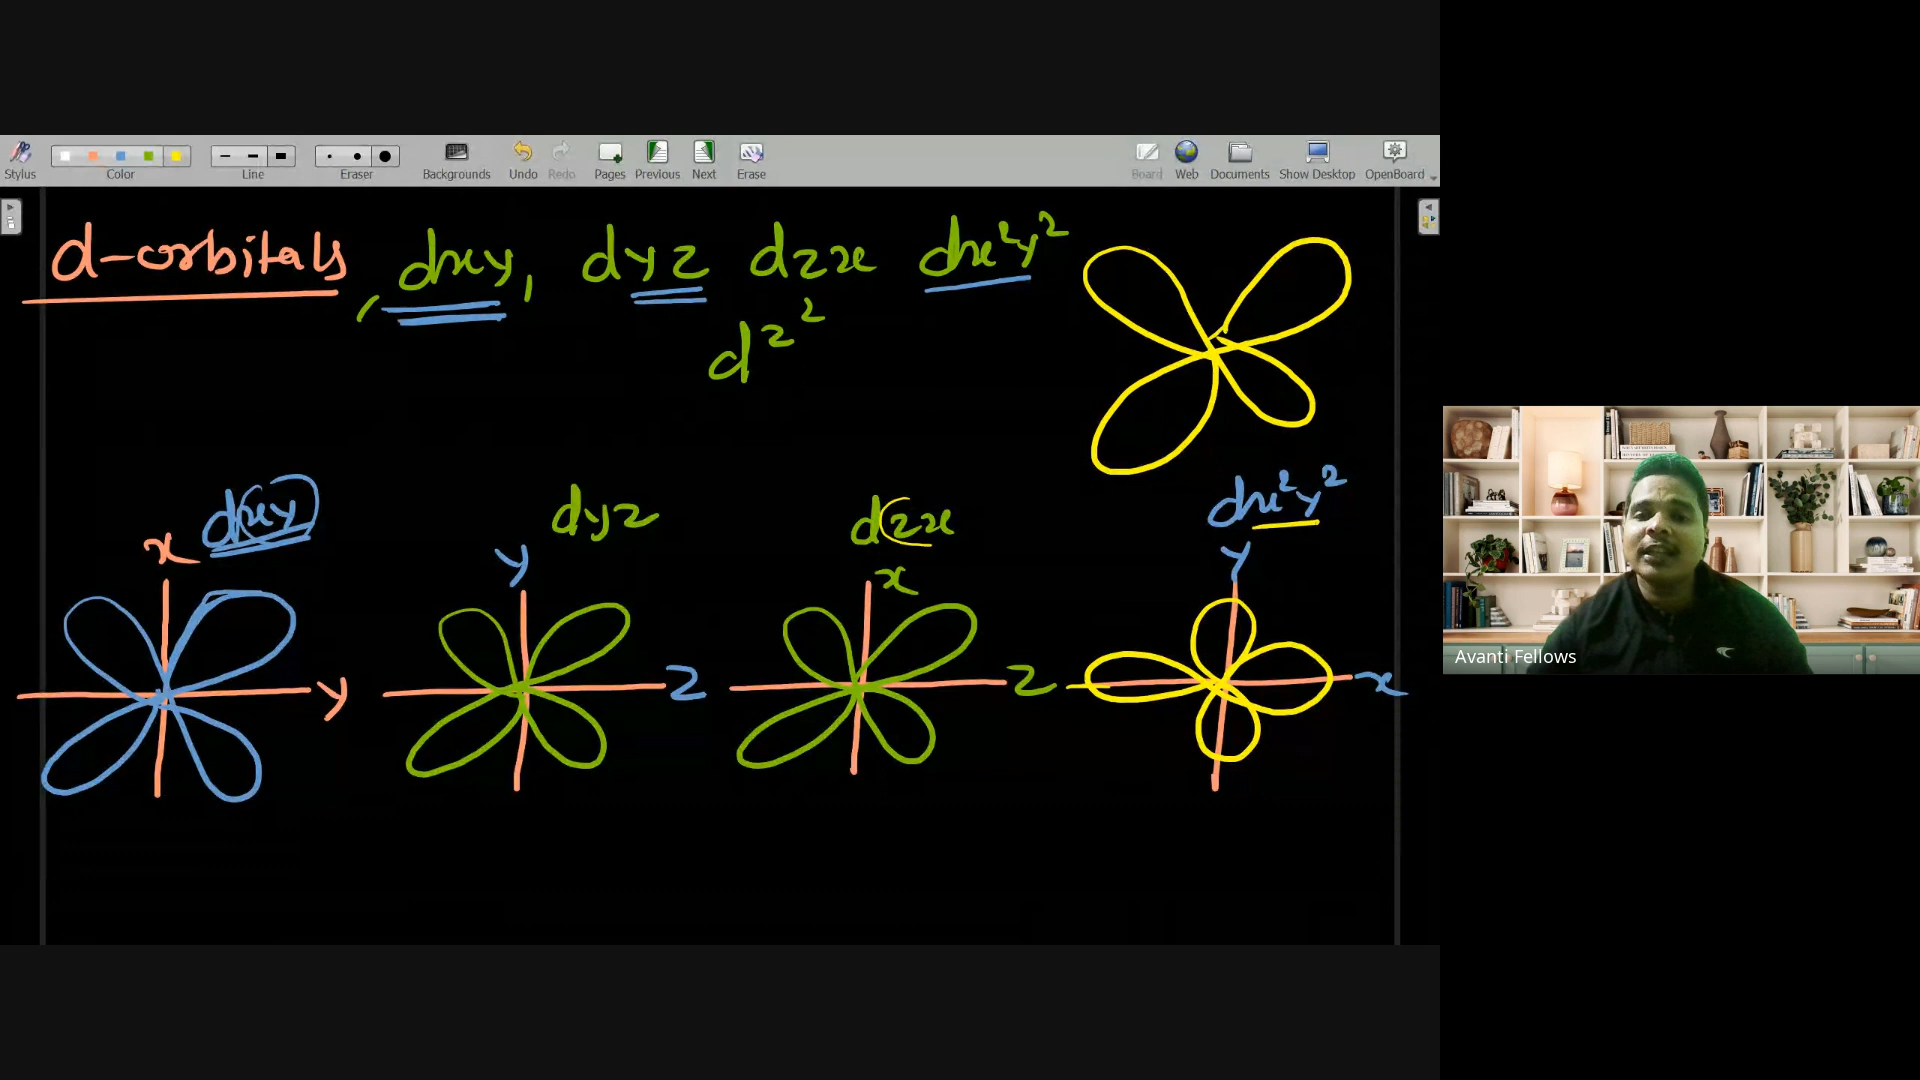 Stylus Color Line Eraser Backgrounds Undo Redo Pages Previous Next Erase Board Web Documents Show Desktop OpenBoard
d-orbitals, dxy, dyz dzx dx²y²
dz²
dxy dyz dzx dx²y²
x y x y
y z z x
Avanti Fellows